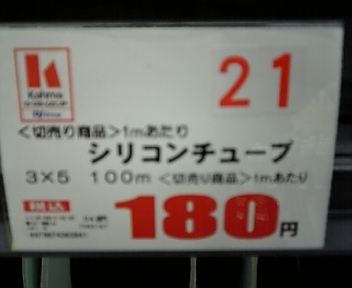 Kahma
21
<切売り商品>1mあたり
シリコンチューブ
3×5 100m <切売り商品>1mあたり
180円